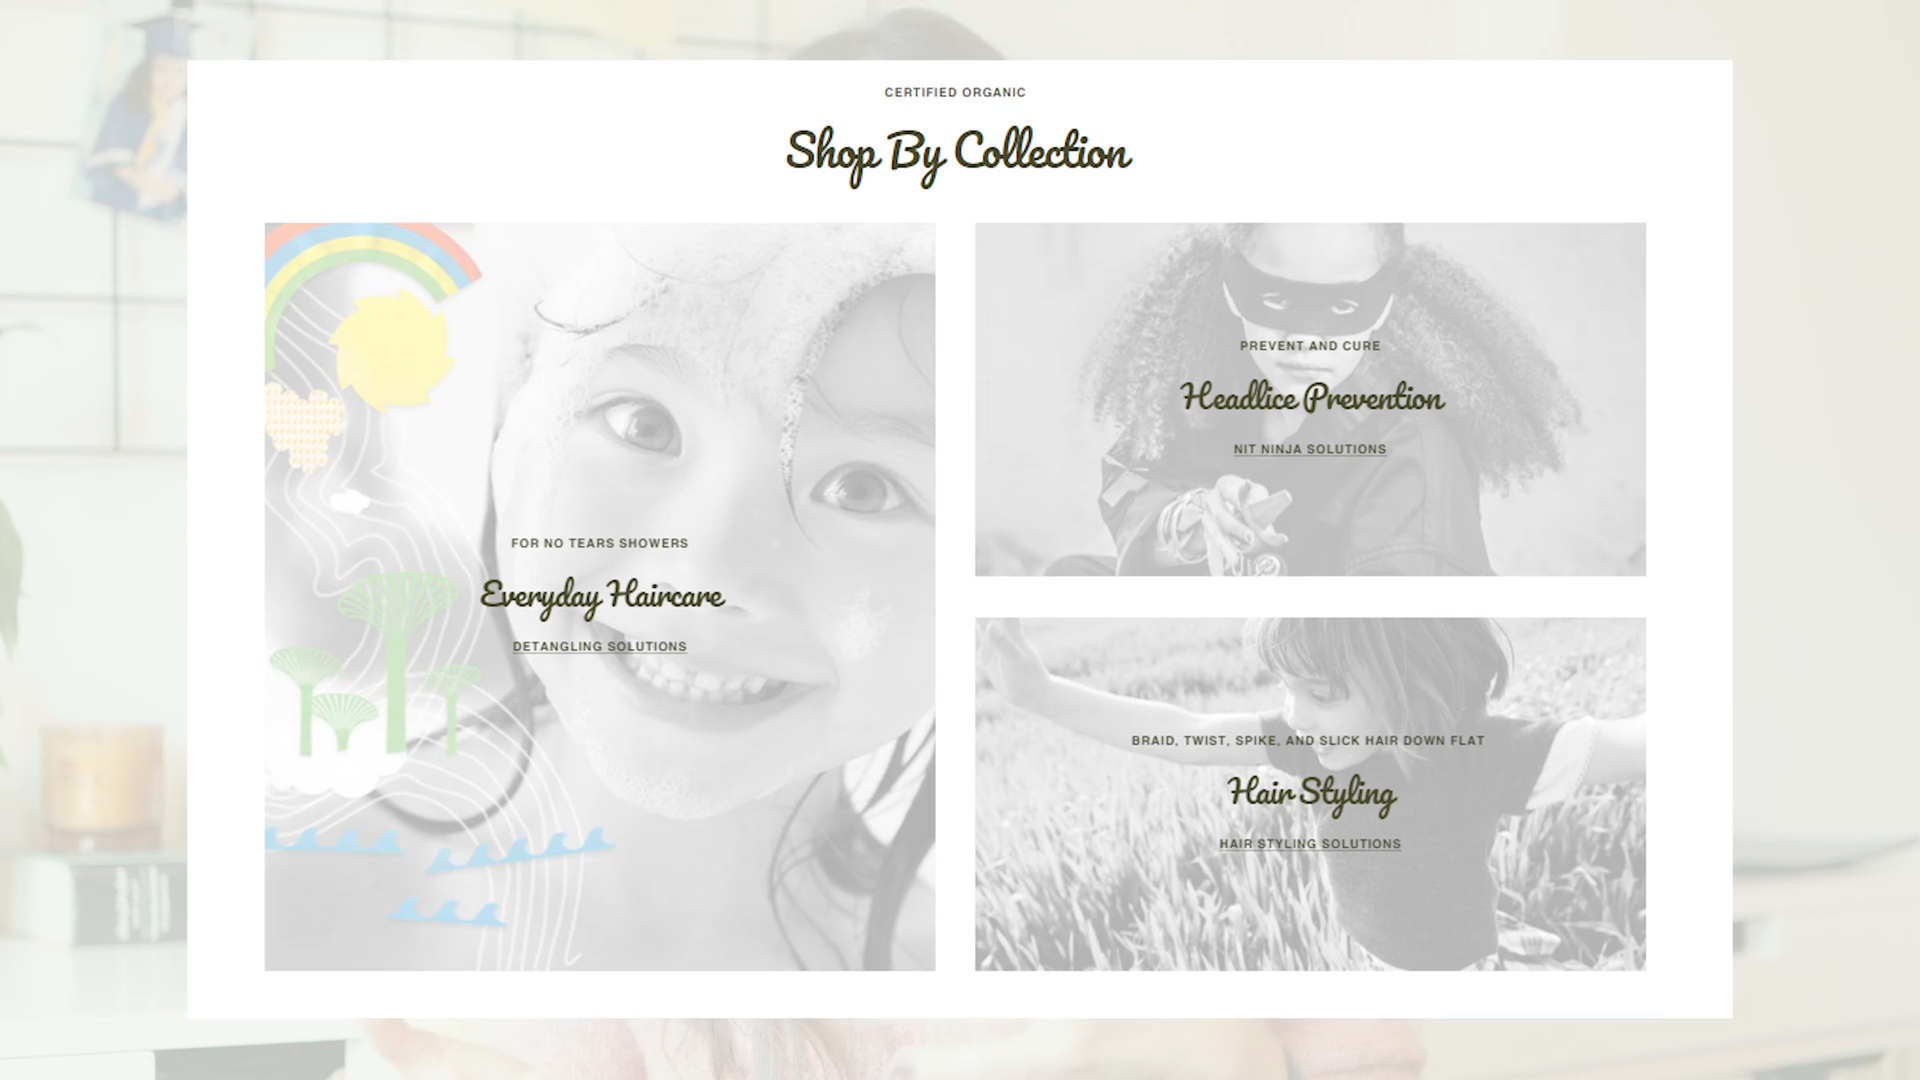 CERTIFIED ORGANIC
Shop By Collection
FOR NO TEARS SHOWERS
Everyday Haircare
DETANGLING SOLUTIONS
PREVENT AND CURE
Headlice Prevention
NIT NINJA SOLUTIONS
BRAID, TWIST, SPIKE, AND SLICK HAIR DOWN FLAT
Hair Styling
HAIR STYLING SOLUTIONS